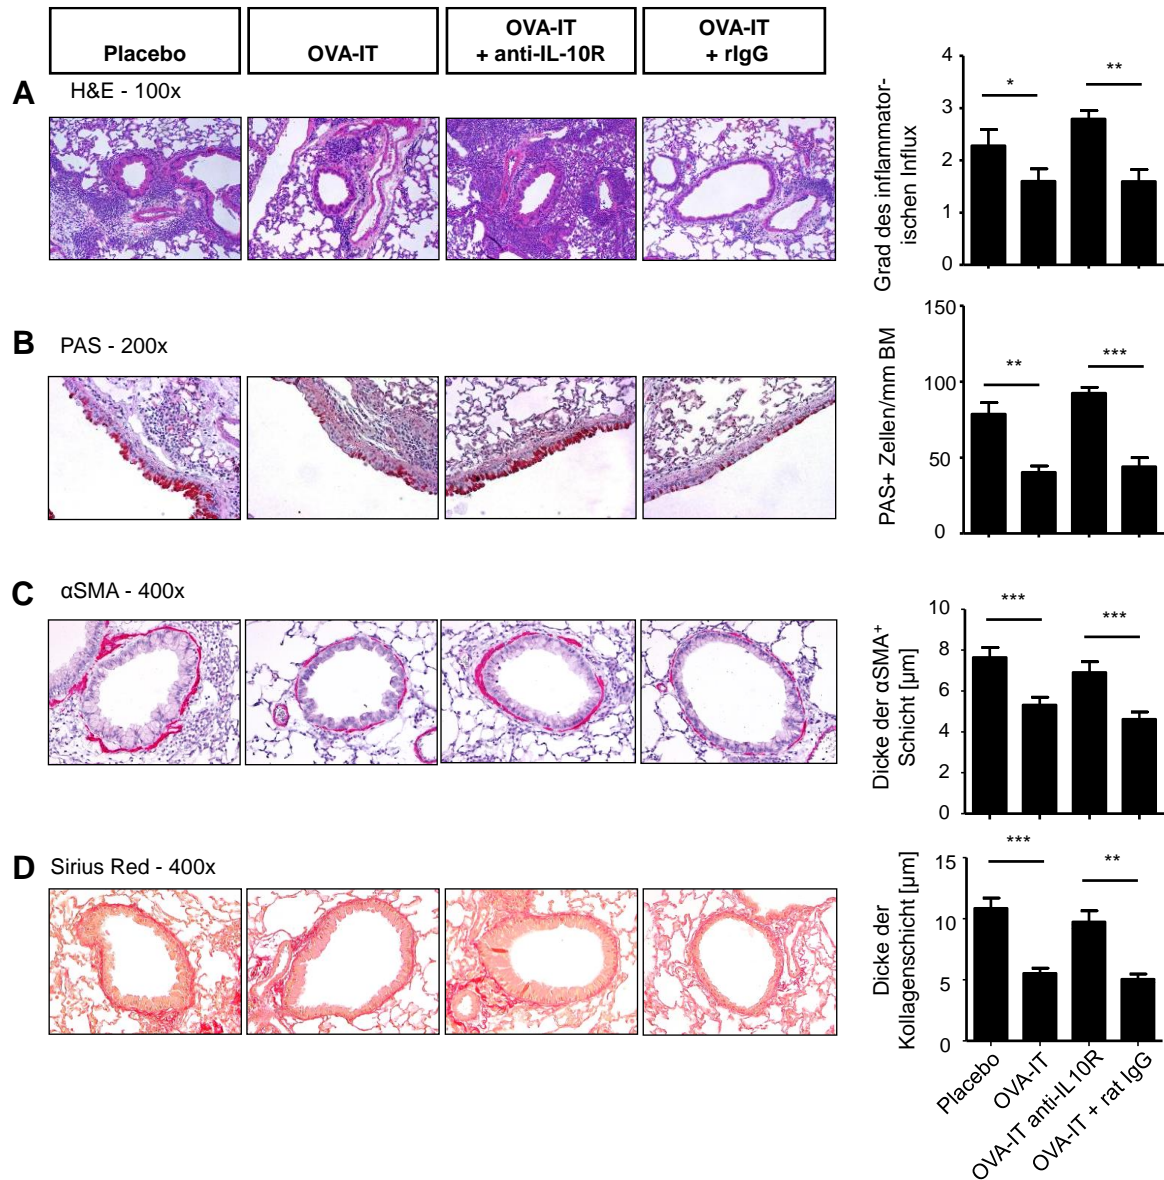 Placebo
OVA-IT
OVA-IT
+ anti-IL-10R
OVA-IT
+ rIgG
A
H&E - 100x
Grad des inflammator-
ischen Influx
4
3
2
1
0
*
**
B
PAS - 200x
PAS+ Zellen/mm BM
150
100
50
0
**
***
C
αSMA - 400x
Dicke der αSMA+
Schicht [µm]
10
8
6
4
2
0
***
***
D
Sirius Red - 400x
Dicke der
Kollagenschicht [µm]
15
10
5
0
***
**
Placebo
OVA-IT
OVA-IT anti-IL 10R
OVA-IT + rat IgG